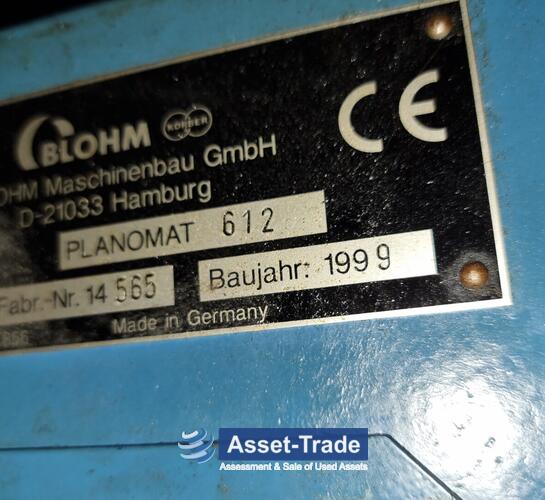 BLOHM KÖRBER CE
OHM Maschinenbau GmbH
D-21033 Hamburg
PLANOMAT 612
Fabr.-Nr. 14 565 Baujahr: 1999
Made in Germany
Asset-Trade
Assessment & Sale of Used Assets